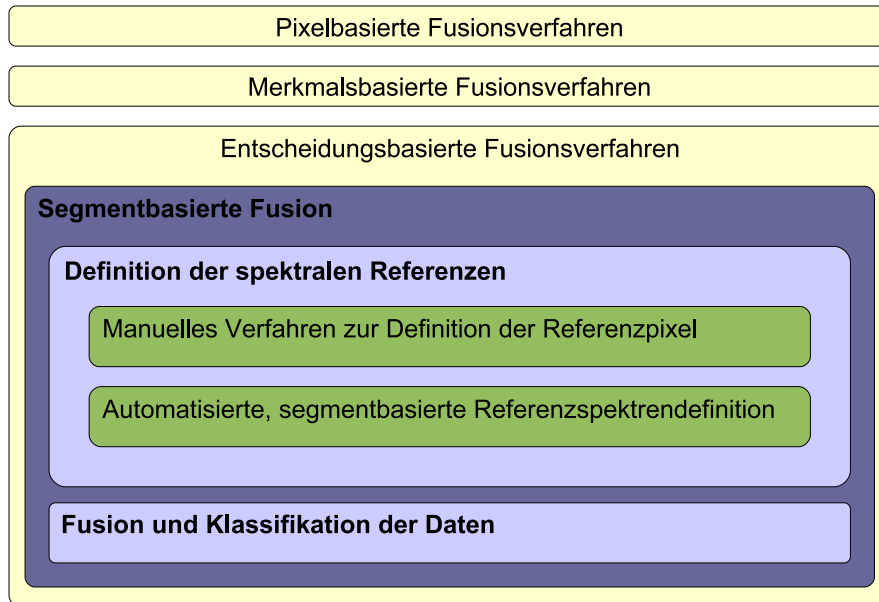 Pixelbasierte Fusionsverfahren
Merkmalsbasierte Fusionsverfahren
Entscheidungsbasierte Fusionsverfahren
Segmentbasierte Fusion
Definition der spektralen Referenzen
Manuelles Verfahren zur Definition der Referenzpixel
Automatisierte, segmentbasierte Referenzspektrendefinition
Fusion und Klassifikation der Daten